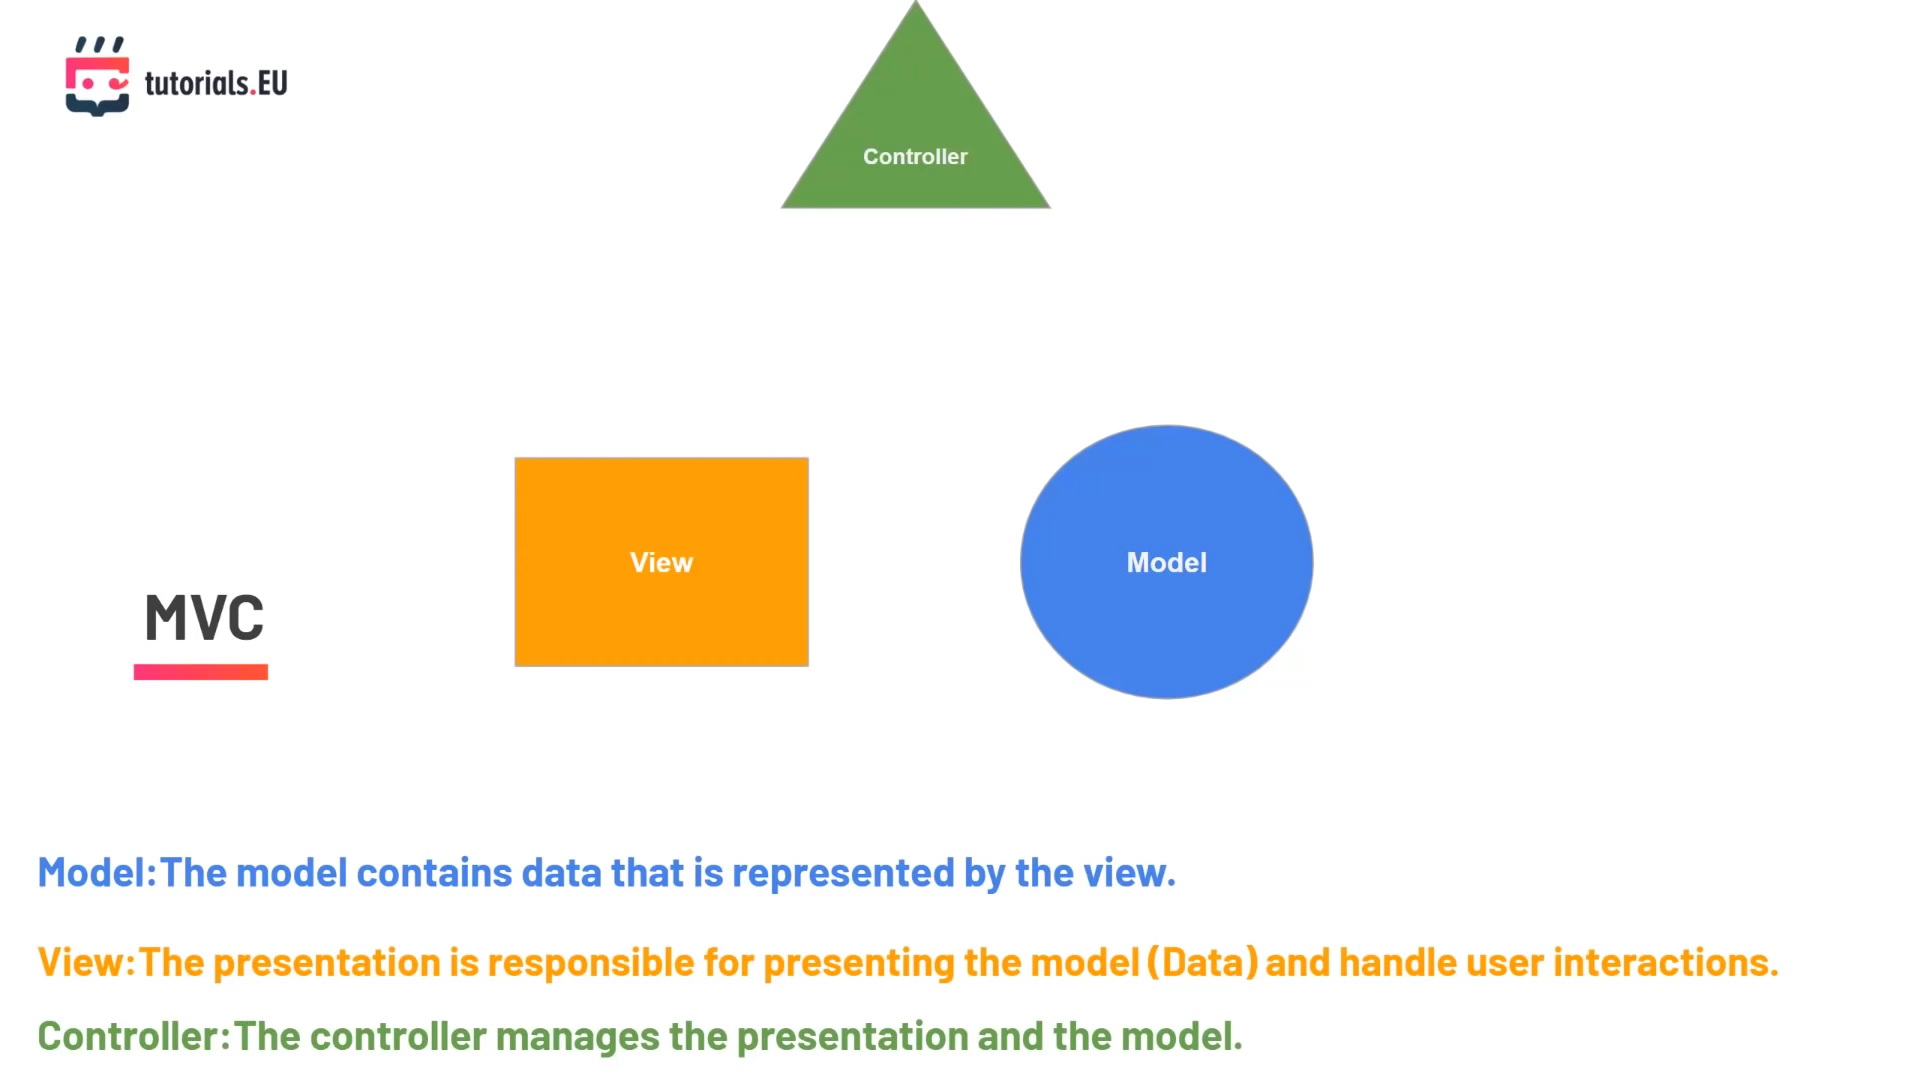 tutorials.EU
Controller
View
Model
MVC
Model:The model contains data that is represented by the view.
View:The presentation is responsible for presenting the model (Data) and handle user interactions.
Controller:The controller manages the presentation and the model.